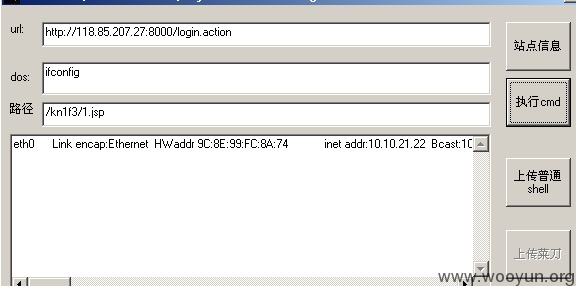 url:
http://118.85.207.27:8000/login.action
站点信息
dos:
ifconfig
执行cmd
路径
/kn1f3/1.jsp
eth0 Link encap:Ethernet HWaddr 9C:8E:99:FC:8A:74 inet addr:10.10.21.22 Bcast:10
上传普通
shell
上传菜刀
www.wooyun.org